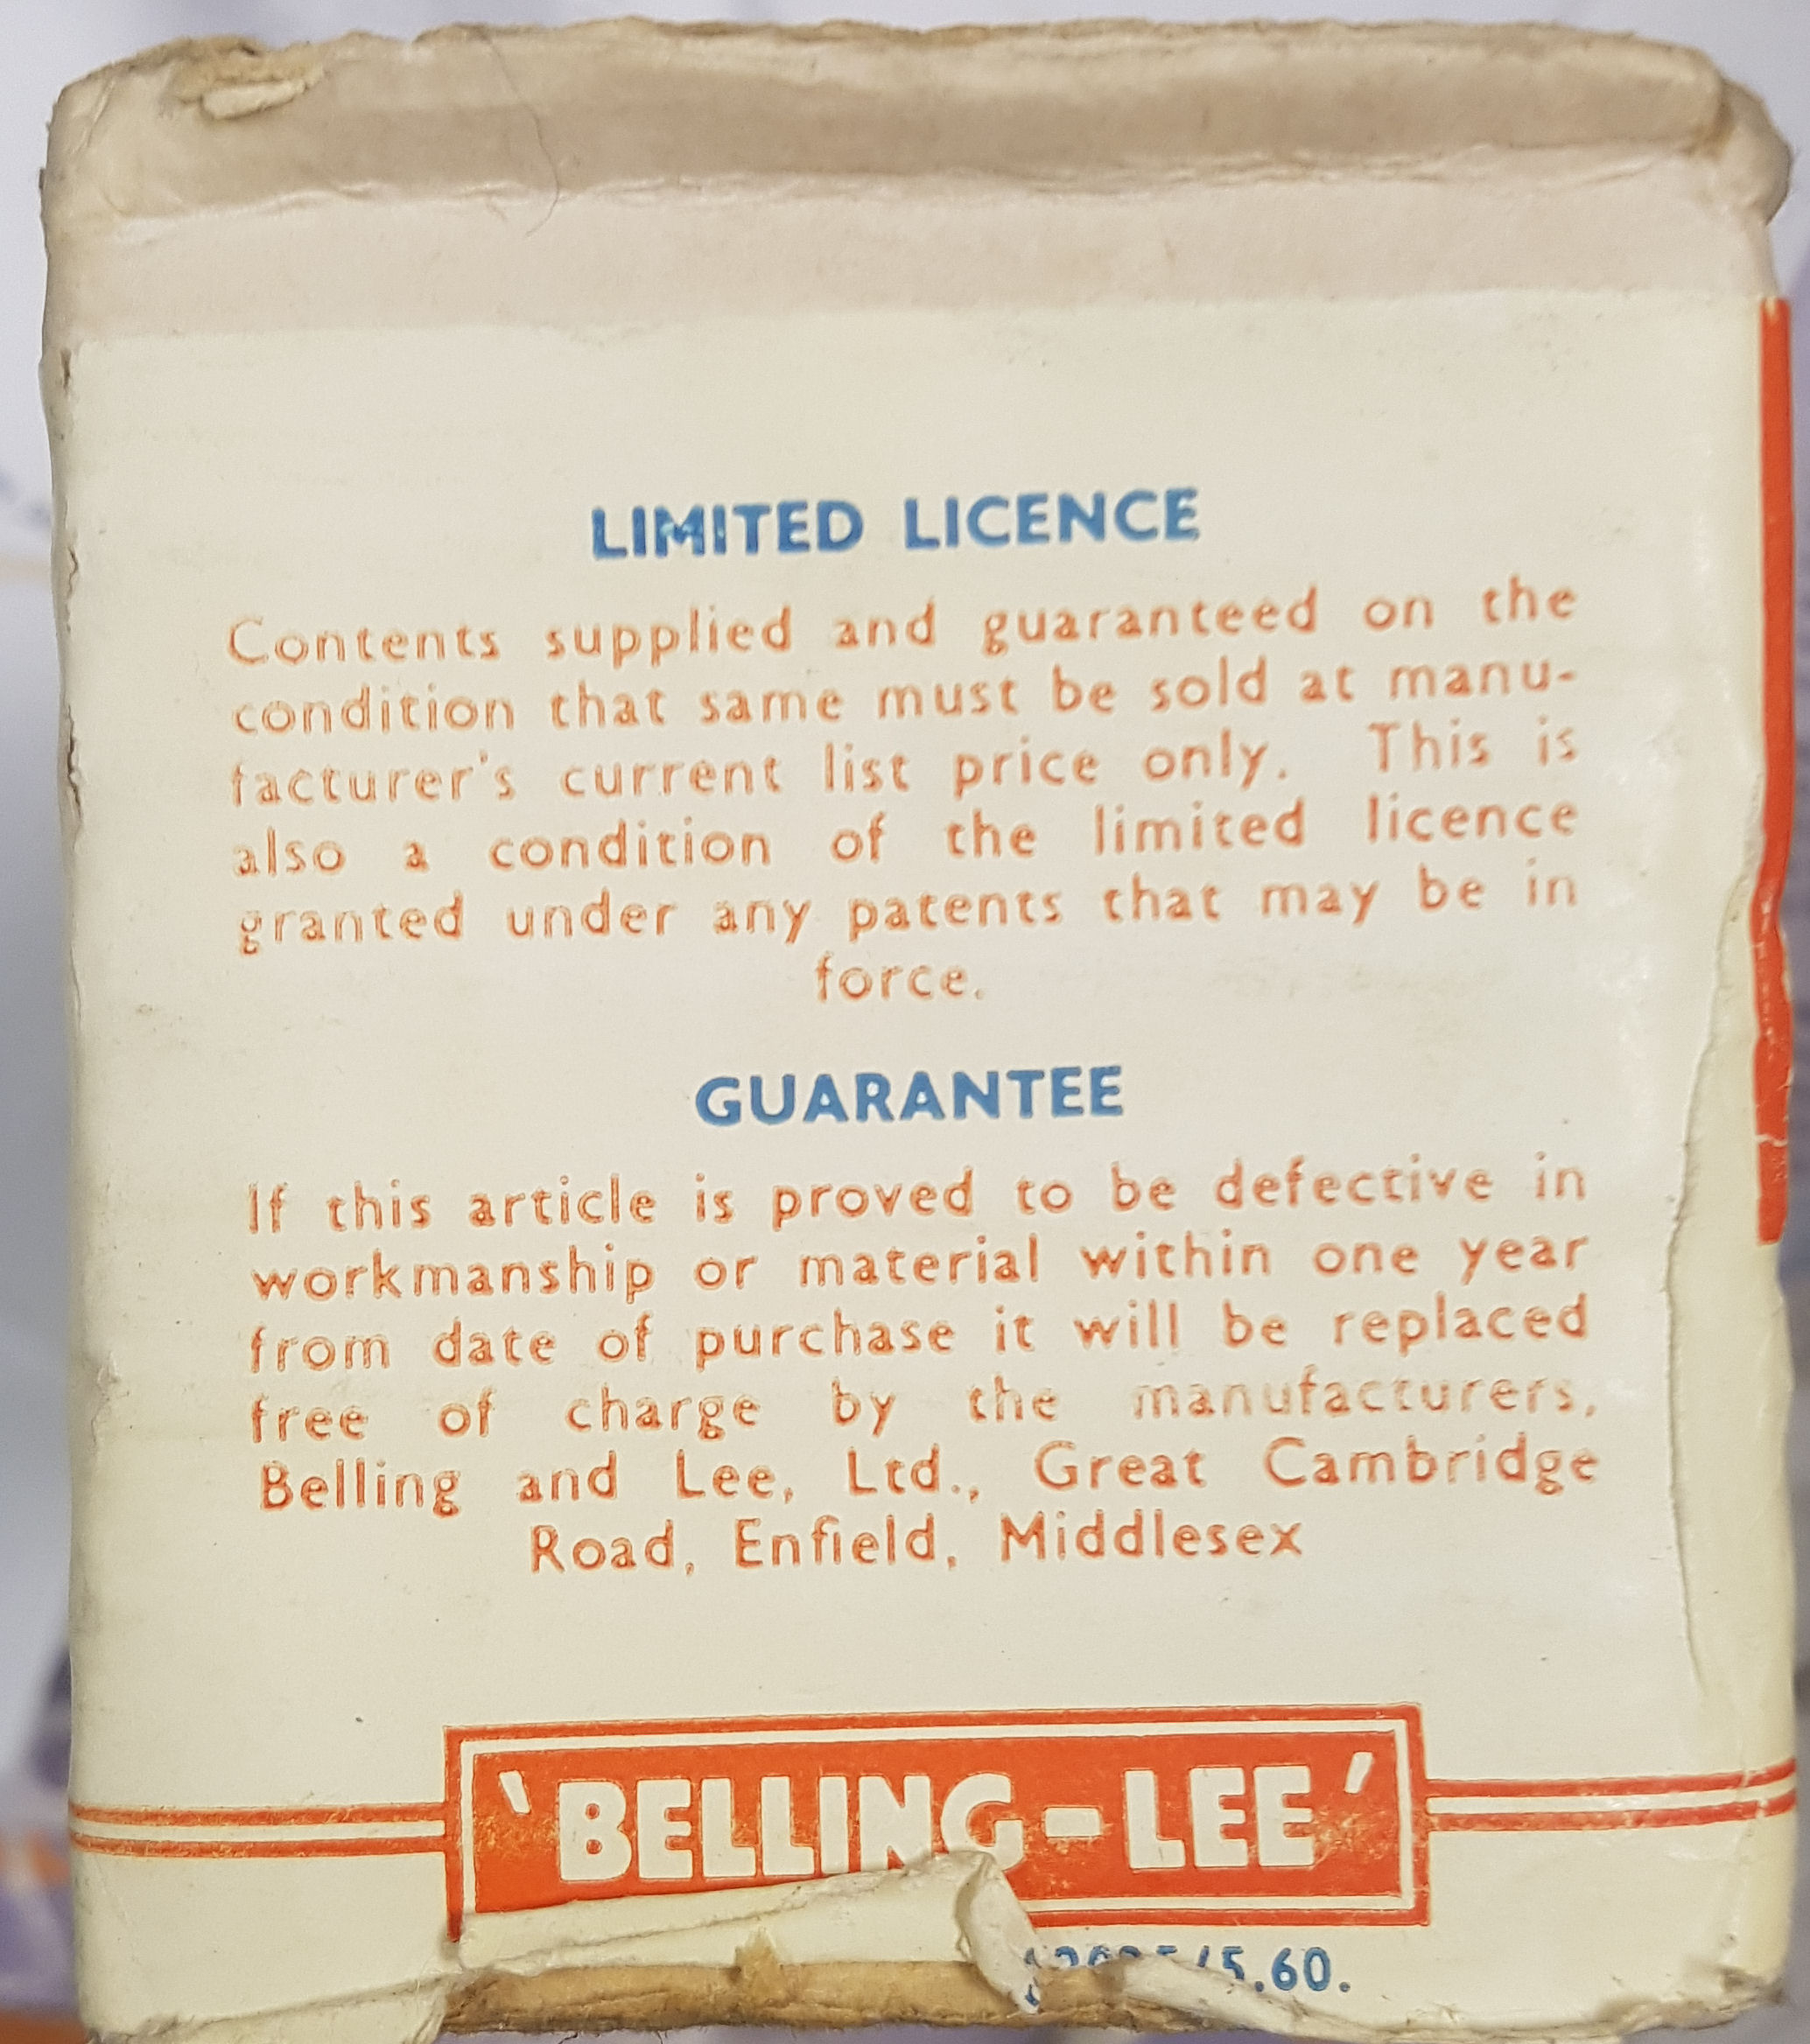 LIMITED LICENCE
Contents supplied and guaranteed on the
condition that same must be sold at manu-
facturer's current list price only. This is
also a condition of the limited licence
granted under any patents that may be in
force.
GUARANTEE
If this article is proved to be defective in
workmanship or material within one year
from date of purchase it will be replaced
free of charge by the manufacturers,
Belling and Lee, Ltd., Great Cambridge
Road, Enfield, Middlesex
'BELLING-LEE'
/5.60.